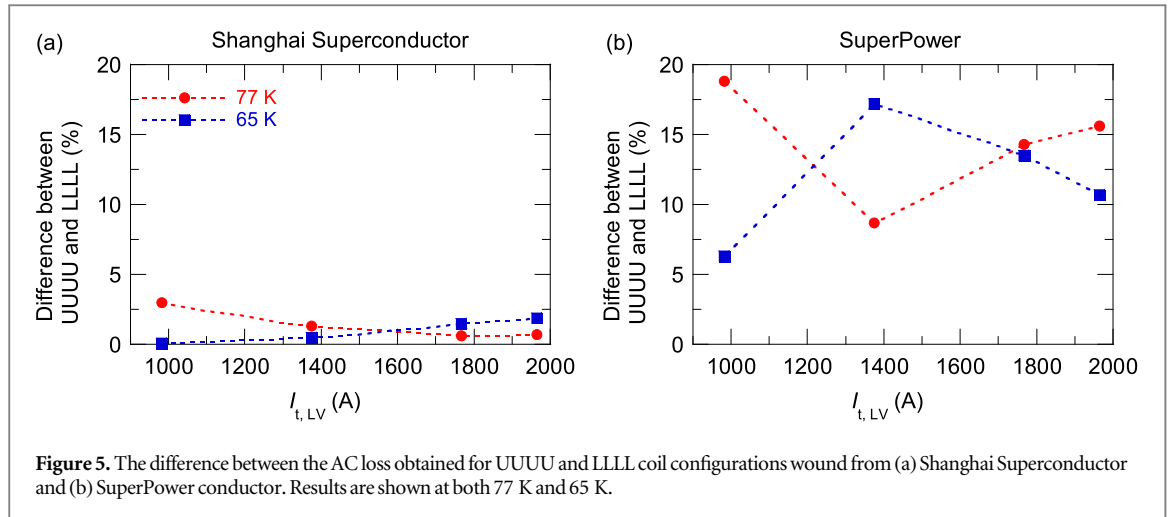 (a)
Shanghai Superconductor
20
15
10
5
0
Difference between
UUUU and LLLL (%)
77 K
65 K
1000 1200 1400 1600 1800 2000
It, LV (A)
(b)
SuperPower
20
15
10
5
0
Difference between
UUUU and LLLL (%)
1000 1200 1400 1600 1800 2000
It, LV (A)
Figure 5. The difference between the AC loss obtained for UUUU and LLLL coil configurations wound from (a) Shanghai Superconductor
and (b) SuperPower conductor. Results are shown at both 77 K and 65 K.